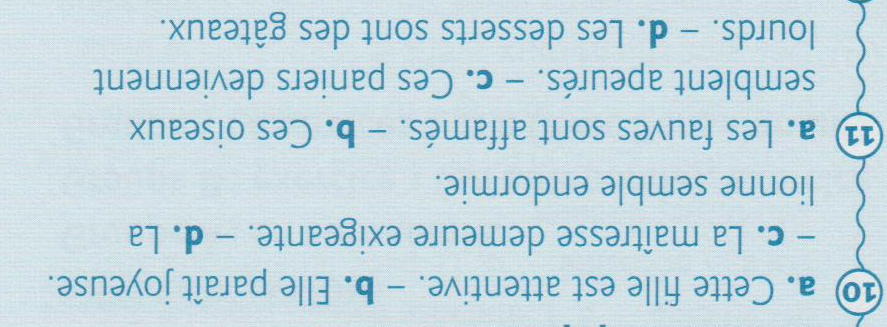 10 a. Cette fille est attentive. – b. Elle paraît joyeuse.
– c. La maîtresse demeure exigeante. – d. La
lionne semble endormie.
11 a. Les fauves sont affamés. – b. Ces oiseaux
semblent apeurés. – c. Ces paniers deviennent
lourds. – d. Les desserts sont des gâteaux.